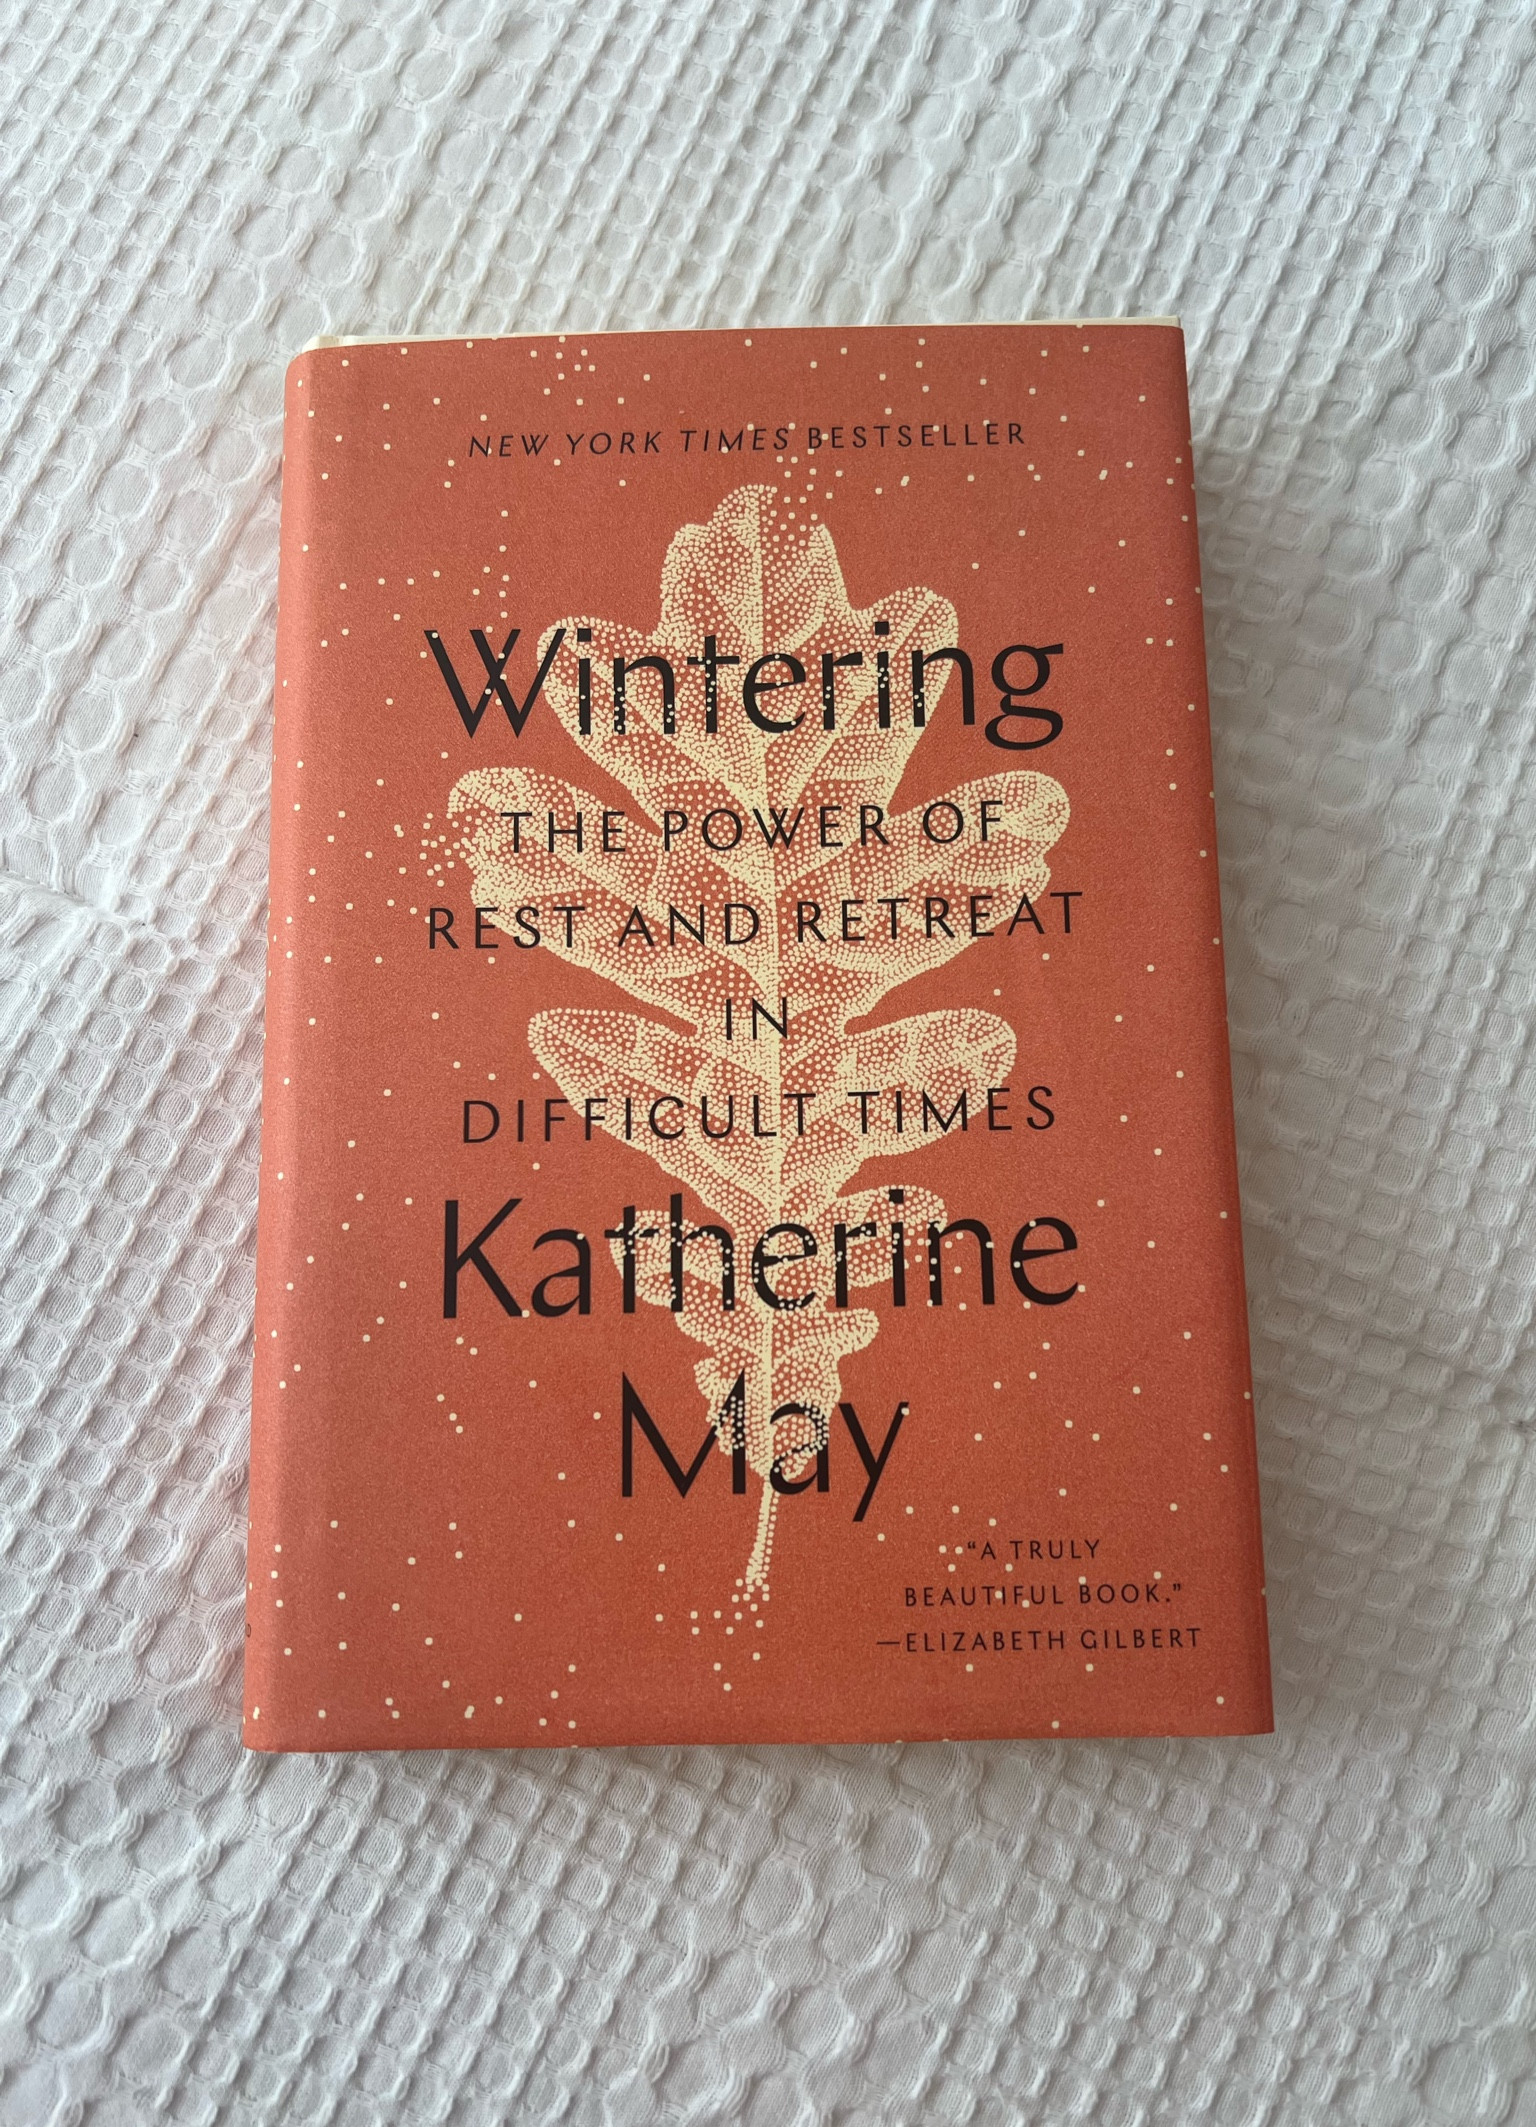 NEW YORK TIMES BESTSELLER
Wintering
THE POWER OF
REST AND RETREAT
IN
DIFFICULT TIMES
Katherine
May
“A TRULY
BEAUTIFUL BOOK.”
—ELIZABETH GILBERT